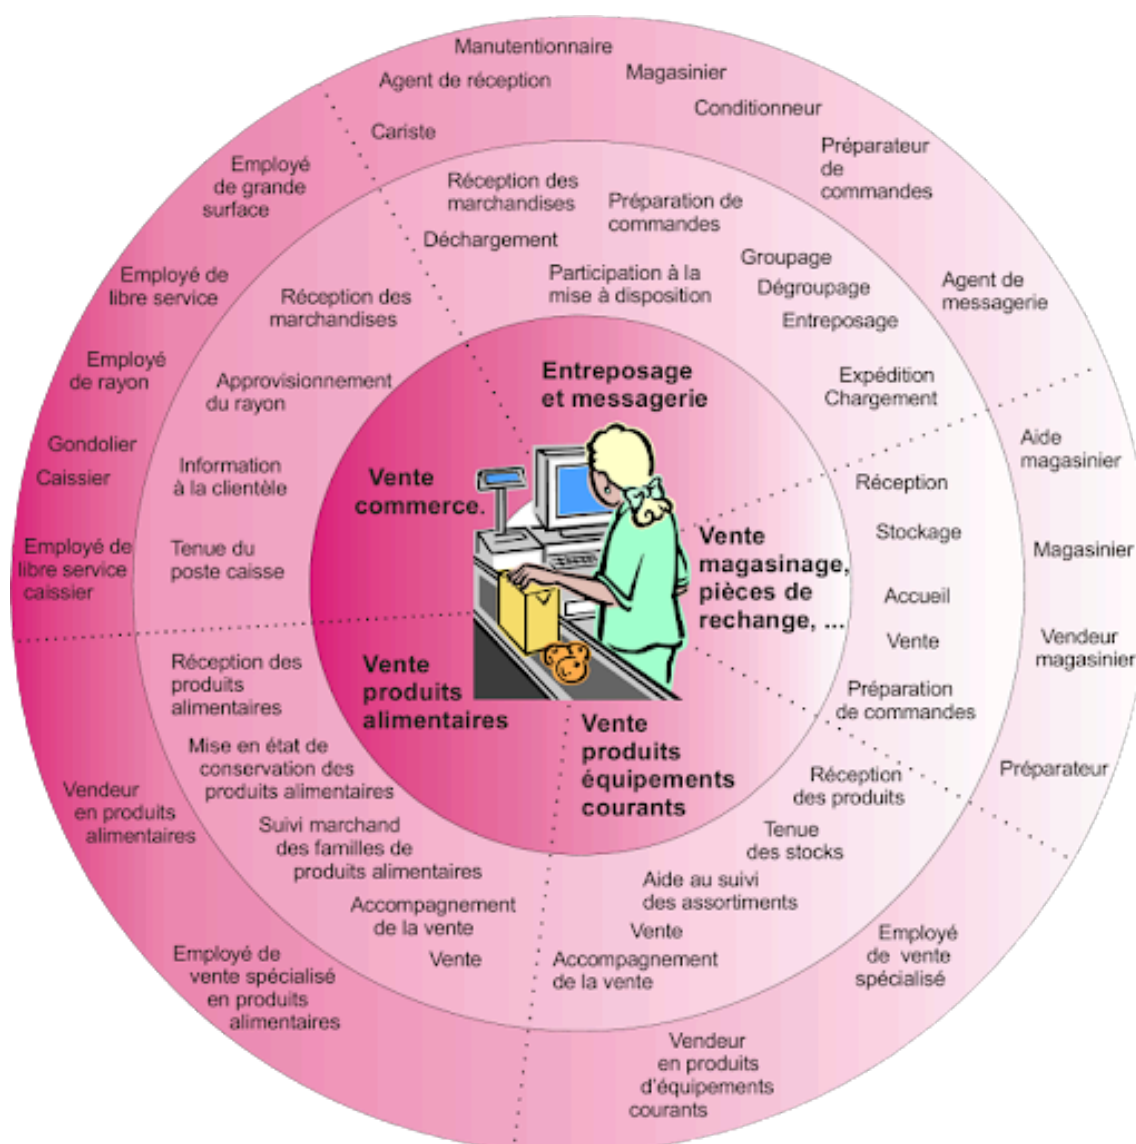 Manutentionnaire
Agent de réception
Magasinier
Conditionneur
Cariste
Préparateur
de
commandes
Agent de
messagerie
Réception des
marchandises
Préparation de
commandes
Déchargement
Participation à la
mise à disposition
Groupage
Dégroupage
Entreposage
Expédition
Chargement
Entreposage
et messagerie
Employé
de grande
surface
Employé de
libre service
Employé
de rayon
Gondolier
Caissier
Employé de
libre service
caissier
Réception des
marchandises
Approvisionnement
du rayon
Information
à la clientèle
Tenue du
poste caisse
Vente
commerce.
Aide
magasinier
Magasinier
Vendeur
magasinier
Préparateur
Réception
Stockage
Accueil
Vente
Préparation
de commandes
Vente
magasinage,
pièces de
rechange, ...
Vente
produits
alimentaires
Réception des
produits
alimentaires
Mise en état de
conservation des
produits alimentaires
Suivi marchand
des familles de
produits alimentaires
Accompagnement
de la vente
Vente
Vendeur
en produits
alimentaires
Employé de
vente spécialisé
en produits
alimentaires
Vente
produits
équipements
courants
Réception
des produits
Tenue
des stocks
Aide au suivi
des assortiments
Vente
Accompagnement
de la vente
Employé
de vente
spécialisé
Vendeur
en produits
d'équipements
courants